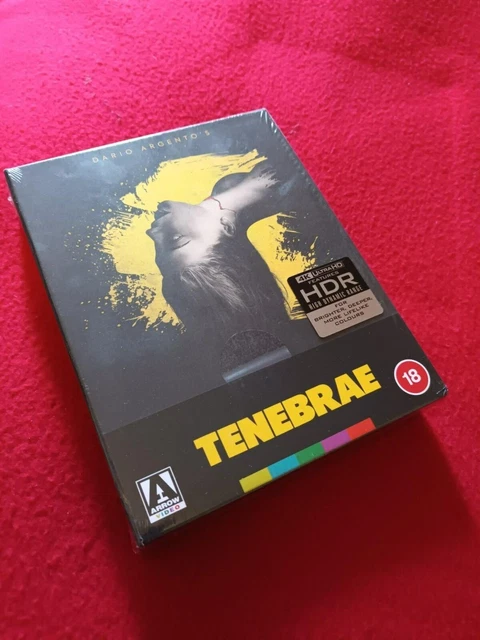 DARIO ARGENTO'S
4K ULTRA HD
FEATURES
HDR
HIGH DYNAMIC RANGE
FOR
BRIGHTER, DEEPER,
MORE LIFELIKE
COLOURS
TENEBRAE
18
A
ARROW
VIDEO